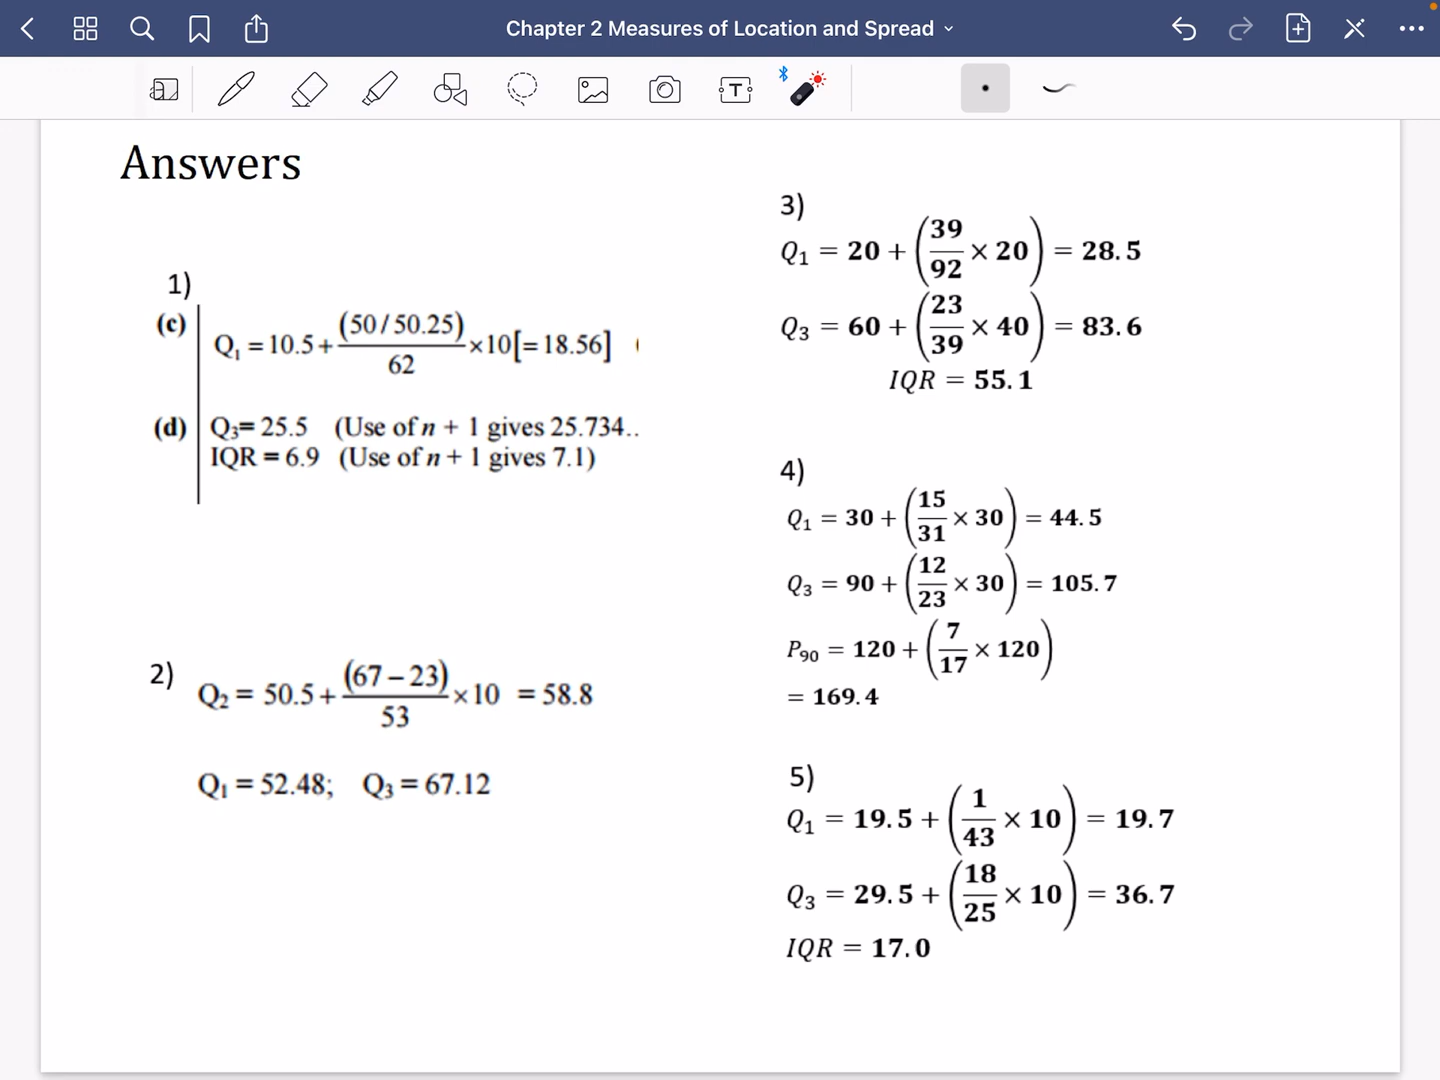 Chapter 2 Measures of Location and Spread
T
Answers
1)
(c) Q₁ = 10.5 + (50 / 50.25)/62 × 10[= 18.56] (
(d) Q₃= 25.5 (Use of n + 1 gives 25.734..
IQR = 6.9 (Use of n + 1 gives 7.1)
2) Q₂ = 50.5 + (67 – 23)/53 × 10 = 58.8
Q₁ = 52.48; Q₃ = 67.12
3)
Q₁ = 20 + (39/92 × 20) = 28.5
Q₃ = 60 + (23/39 × 40) = 83.6
IQR = 55.1
4)
Q₁ = 30 + (15/31 × 30) = 44.5
Q₃ = 90 + (12/23 × 30) = 105.7
P₉₀ = 120 + (7/17 × 120)
= 169.4
5)
Q₁ = 19.5 + (1/43 × 10) = 19.7
Q₃ = 29.5 + (18/25 × 10) = 36.7
IQR = 17.0